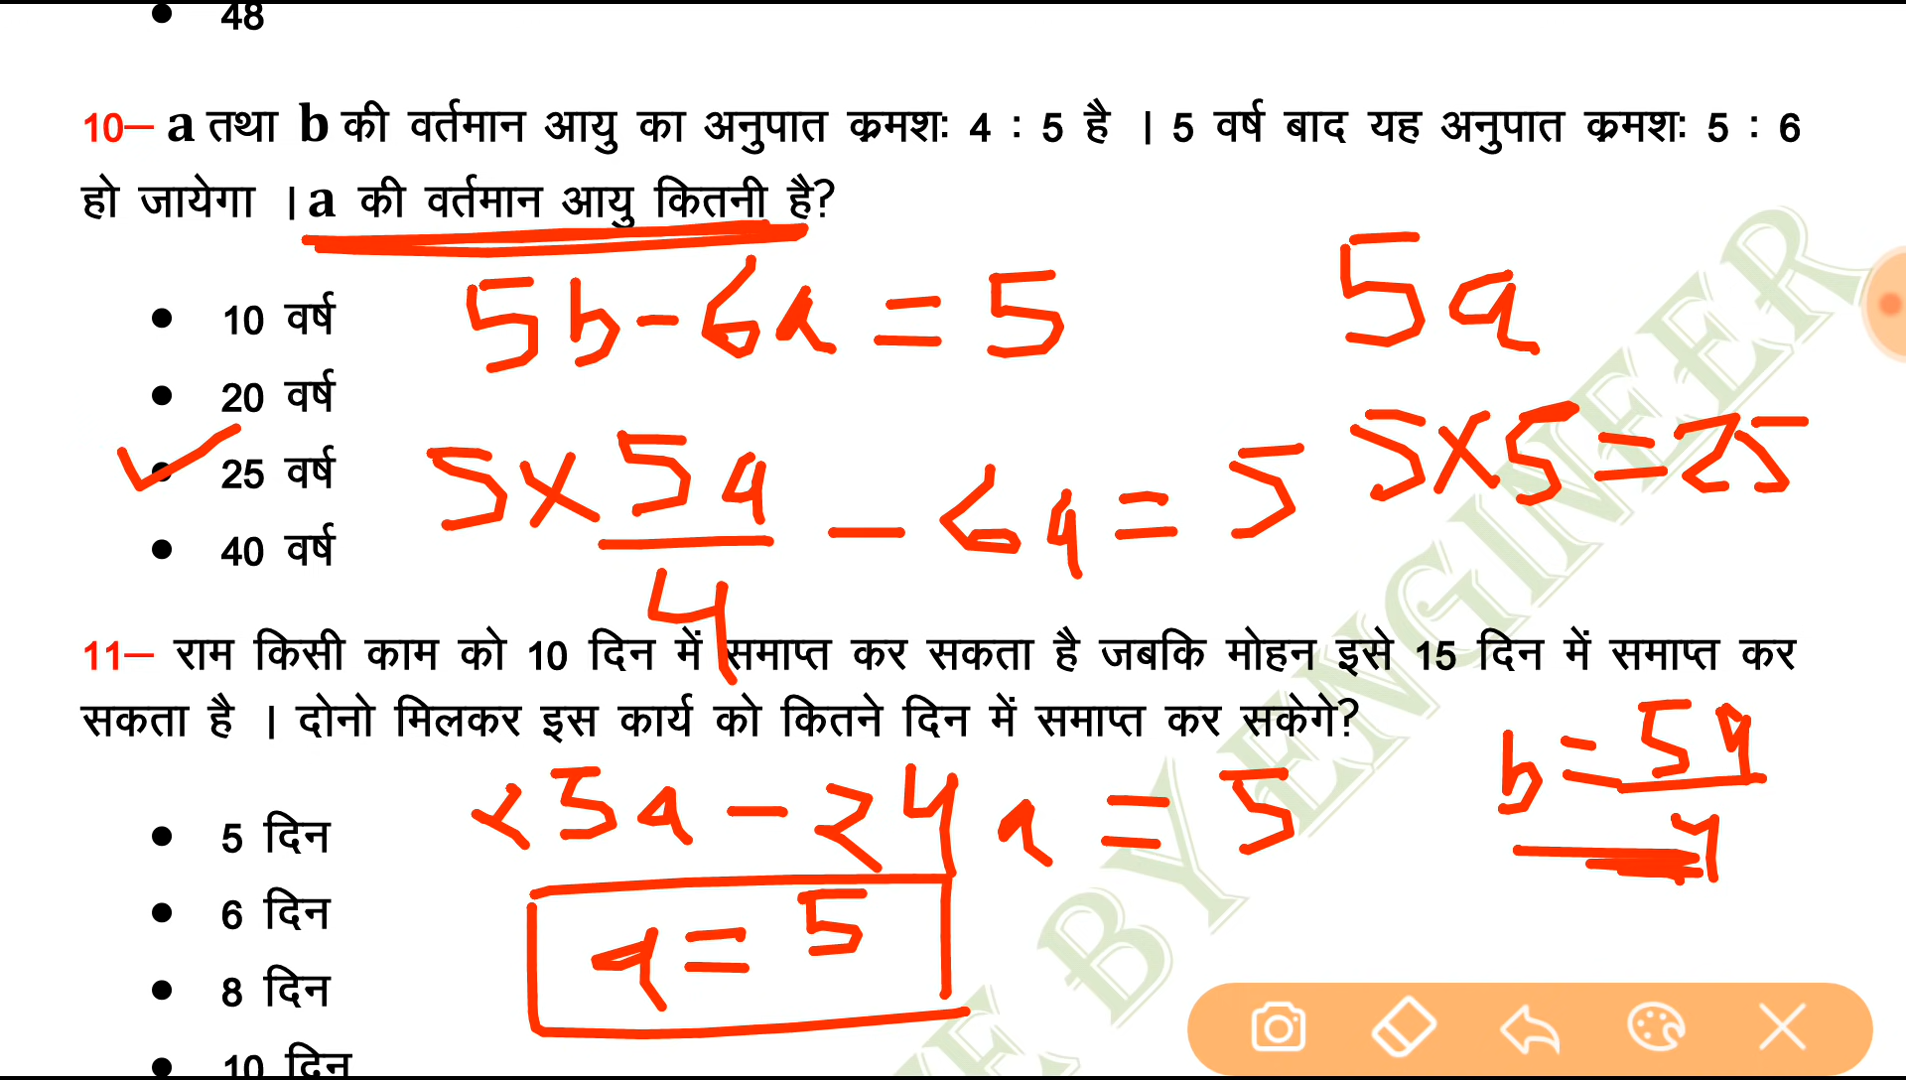 48
10– a तथा b की वर्तमान आयु का अनुपात क्रमशः 4 : 5 है । 5 वर्ष बाद यह अनुपात क्रमशः 5 : 6
हो जायेगा । a की वर्तमान आयु कितनी है?
5b-6a=5
5a
10 वर्ष
20 वर्ष
25 वर्ष
5×5a/4 - 6a = 5
5×5=25
40 वर्ष
11– राम किसी काम को 10 दिन में समाप्त कर सकता है जबकि मोहन इसे 15 दिन में समाप्त कर
सकता है । दोनो मिलकर इस कार्य को कितने दिन में समाप्त कर सकेगे?
b=5a/4
25a-24a=5
5 दिन
6 दिन
a=5
8 दिन
10 दिन
BY ENGINEER